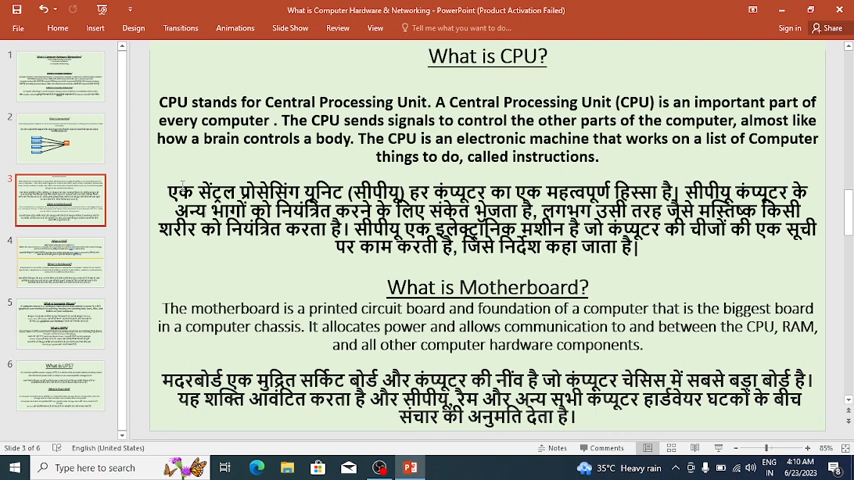 What is Computer Hardware & Networking - PowerPoint (Product Activation Failed)
File Home Insert Design Transitions Animations Slide Show Review View Tell me what you want to do... Sign in Share
1
2
3
4
5
6
What is CPU?
CPU stands for Central Processing Unit. A Central Processing Unit (CPU) is an important part of
every computer . The CPU sends signals to control the other parts of the computer, almost like
how a brain controls a body. The CPU is an electronic machine that works on a list of Computer
things to do, called instructions.
एक सेंट्रल प्रोसेसिंग यूनिट (सीपीयू) हर कंप्यूटर का एक महत्वपूर्ण हिस्सा है। सीपीयू कंप्यूटर के
अन्य भागों को नियंत्रित करने के लिए संकेत भेजता है, लगभग उसी तरह जैसे मस्तिष्क किसी
शरीर को नियंत्रित करता है। सीपीयू एक इलेक्ट्रॉनिक मशीन है जो कंप्यूटर की चीजों की एक सूची
पर काम करती है, जिसे निर्देश कहा जाता है|
What is Motherboard?
The motherboard is a printed circuit board and foundation of a computer that is the biggest board
in a computer chassis. It allocates power and allows communication to and between the CPU, RAM,
and all other computer hardware components.
मदरबोर्ड एक मुद्रित सर्किट बोर्ड और कंप्यूटर की नींव है जो कंप्यूटर चेसिस में सबसे बड़ा बोर्ड है।
यह शक्ति आवंटित करता है और सीपीयू, रैम और अन्य सभी कंप्यूटर हार्डवेयर घटकों के बीच
संचार की अनुमति देता है।
Slide 3 of 6 English (United States) Notes Comments 85%
Type here to search 35°C Heavy rain ENG IN 4:10 AM 6/23/2023 8